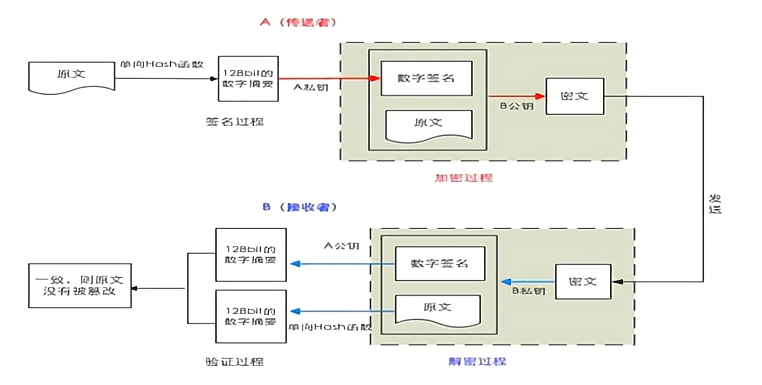 A（传送者）
原文
单向Hash函数
128bil的
数字摘要
A私钥
数字签名
原文
B公钥
密文
签名过程
加密过程
发送
B（接收者）
128bil的
数字摘要
A公钥
数字签名
一致，则原文
没有被篡改
B私钥
密文
128bil的
数字摘要
单向Hash函数
原文
验证过程
解密过程